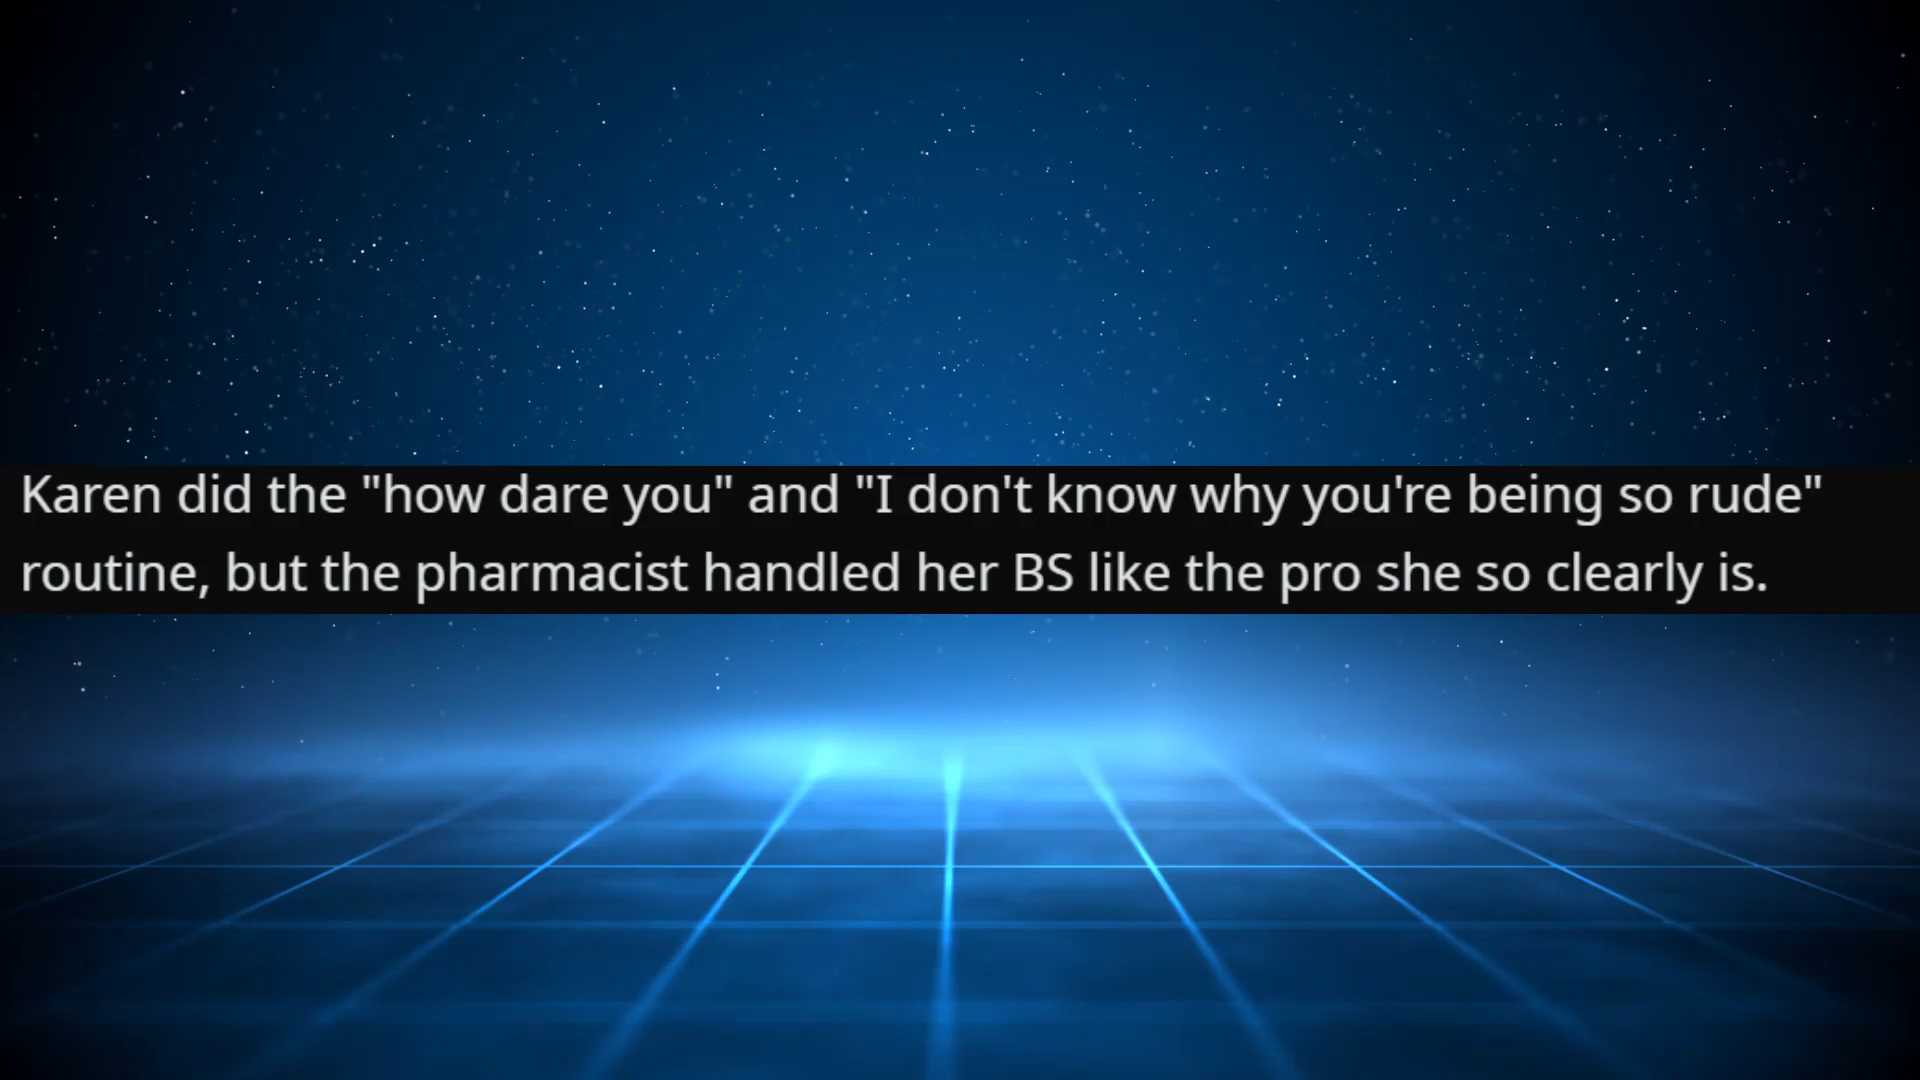 Karen did the "how dare you" and "I don't know why you're being so rude"
routine, but the pharmacist handled her BS like the pro she so clearly is.